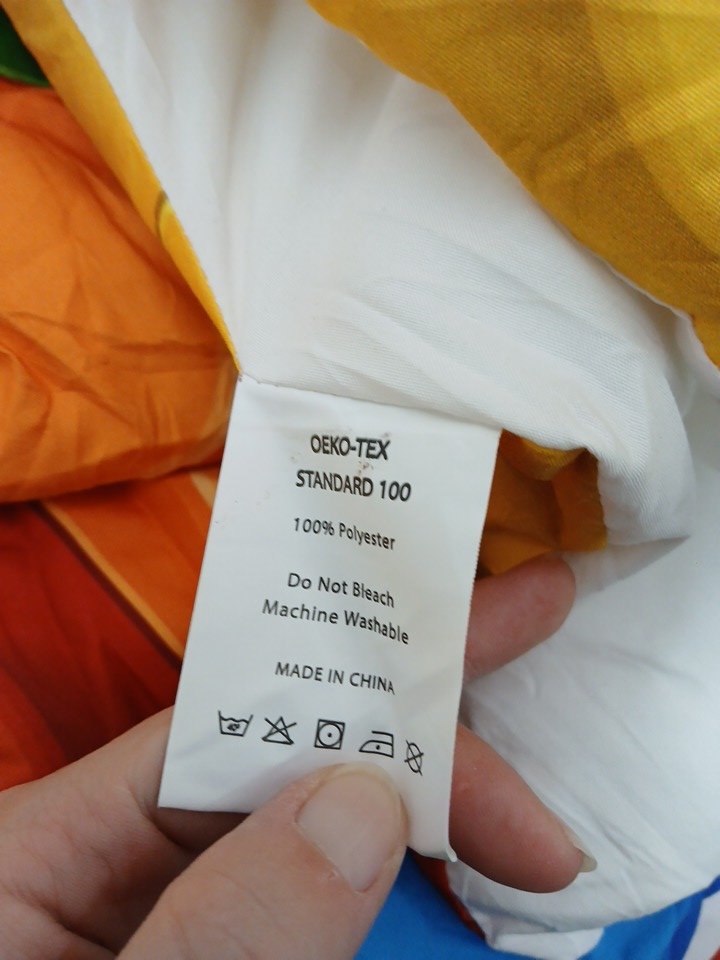 OEKO-TEX
STANDARD 100
100% Polyester
Do Not Bleach
Machine Washable
MADE IN CHINA